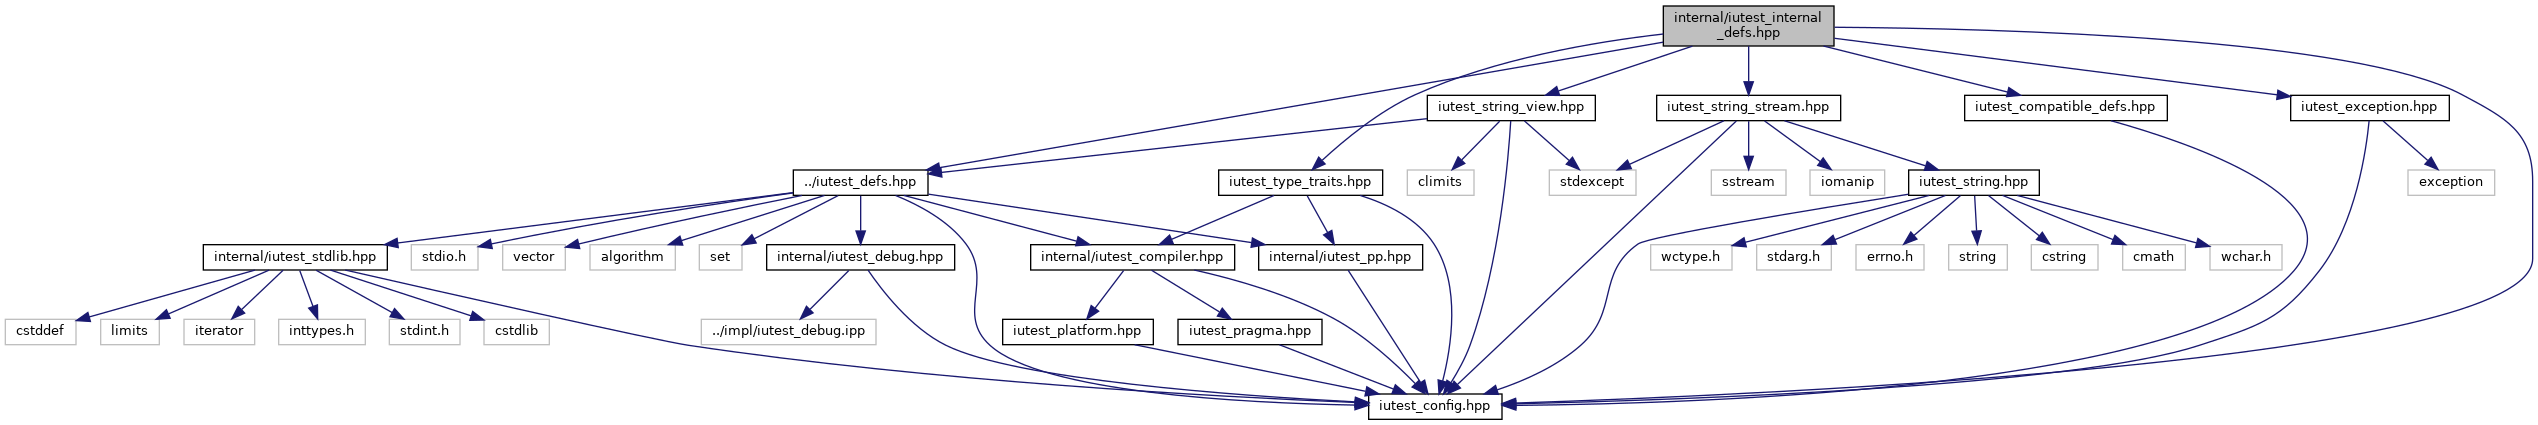 internal/iutest_internal
_defs.hpp
iutest_string_view.hpp
iutest_string_stream.hpp
iutest_compatible_defs.hpp
iutest_exception.hpp
../iutest_defs.hpp
iutest_type_traits.hpp
climits
stdexcept
sstream
iomanip
iutest_string.hpp
exception
internal/iutest_stdlib.hpp
stdio.h
vector
algorithm
set
internal/iutest_debug.hpp
internal/iutest_compiler.hpp
internal/iutest_pp.hpp
wctype.h
stdarg.h
errno.h
string
cstring
cmath
wchar.h
cstddef
limits
iterator
inttypes.h
stdint.h
cstdlib
../impl/iutest_debug.ipp
iutest_platform.hpp
iutest_pragma.hpp
iutest_config.hpp